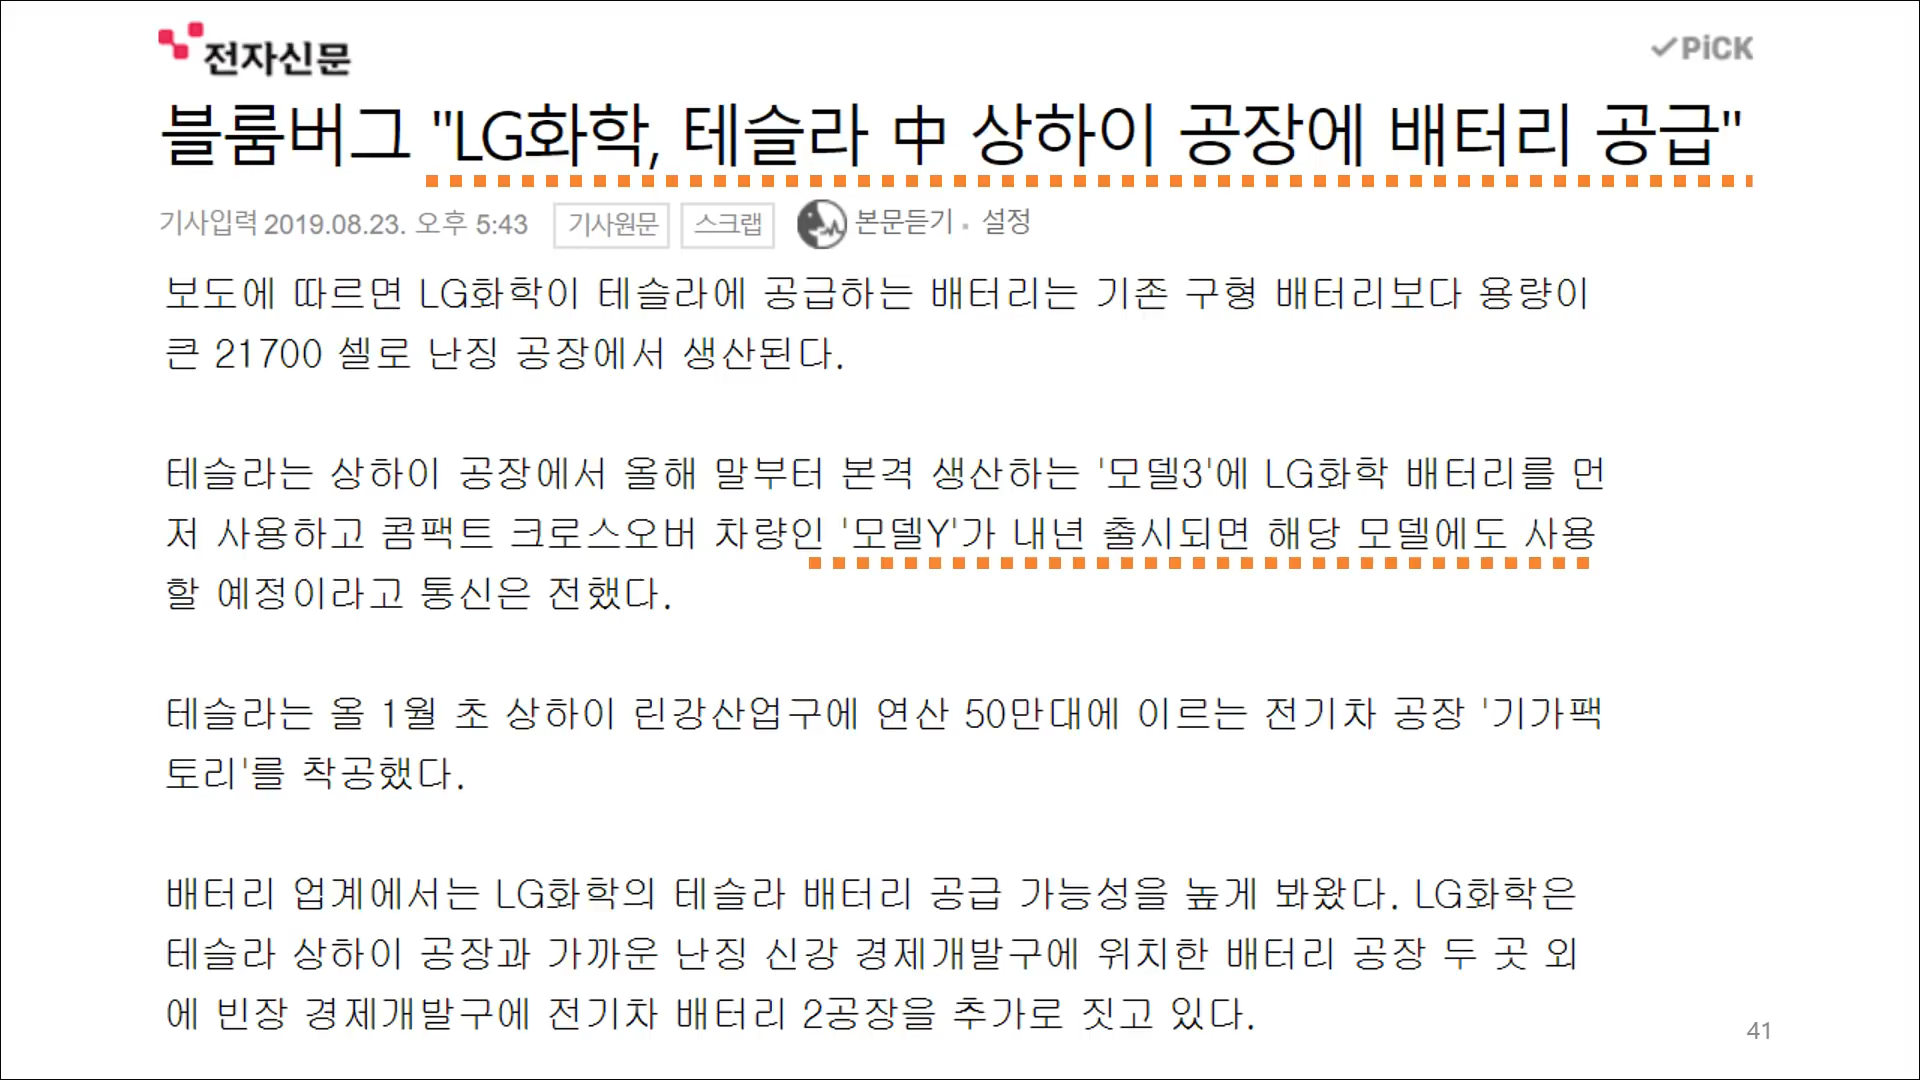 전자신문
PiCK
블룸버그 "LG화학, 테슬라 中 상하이 공장에 배터리 공급"
기사입력 2019.08.23. 오후 5:43 기사원문 스크랩 본문듣기 · 설정
보도에 따르면 LG화학이 테슬라에 공급하는 배터리는 기존 구형 배터리보다 용량이
큰 21700 셀로 난징 공장에서 생산된다.
테슬라는 상하이 공장에서 올해 말부터 본격 생산하는 '모델3'에 LG화학 배터리를 먼
저 사용하고 콤팩트 크로스오버 차량인 '모델Y'가 내년 출시되면 해당 모델에도 사용
할 예정이라고 통신은 전했다.
테슬라는 올 1월 초 상하이 린강산업구에 연산 50만대에 이르는 전기차 공장 '기가팩
토리'를 착공했다.
배터리 업계에서는 LG화학의 테슬라 배터리 공급 가능성을 높게 봐왔다. LG화학은
테슬라 상하이 공장과 가까운 난징 신강 경제개발구에 위치한 배터리 공장 두 곳 외
에 빈장 경제개발구에 전기차 배터리 2공장을 추가로 짓고 있다.
41